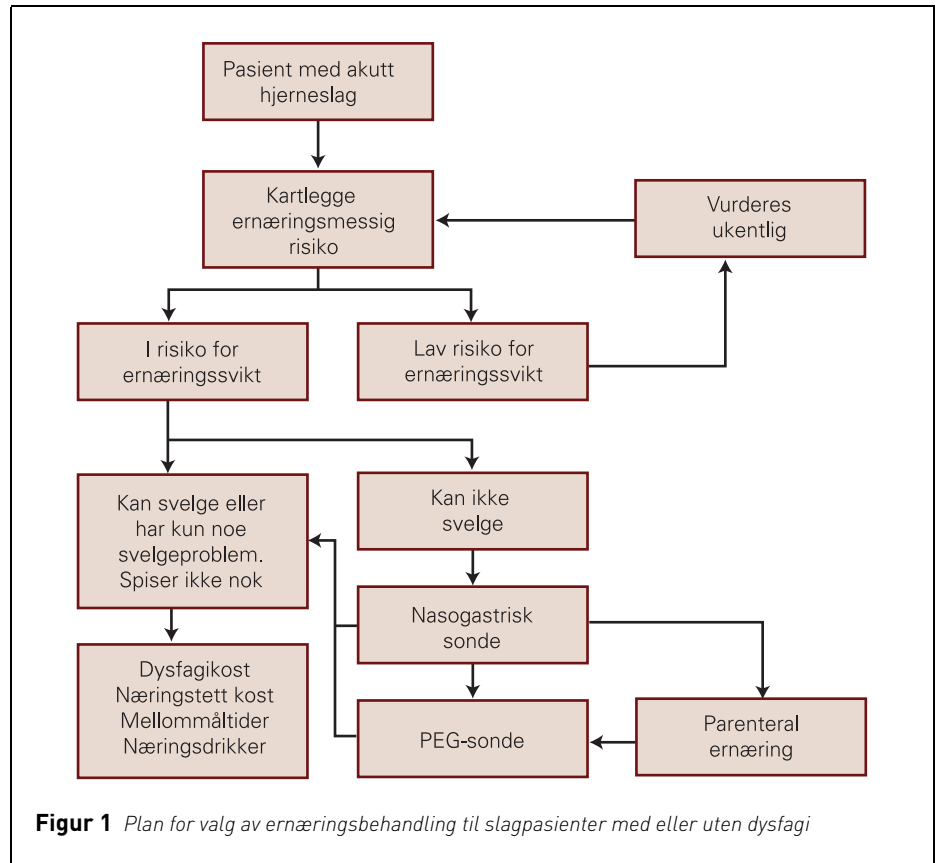 Pasient med akutt
hjerneslag
Kartlegge
ernæringsmessig
risiko
Vurderes
ukentlig
I risiko for
ernæringssvikt
Lav risiko for
ernæringssvikt
Kan svelge eller
har kun noe
svelgeproblem.
Spiser ikke nok
Kan ikke
svelge
Nasogastrisk
sonde
Dysfagikost
Næringstett kost
Mellommåltider
Næringsdrikker
PEG-sonde
Parenteral
ernæring
Figur 1 Plan for valg av ernæringsbehandling til slagpasienter med eller uten dysfagi